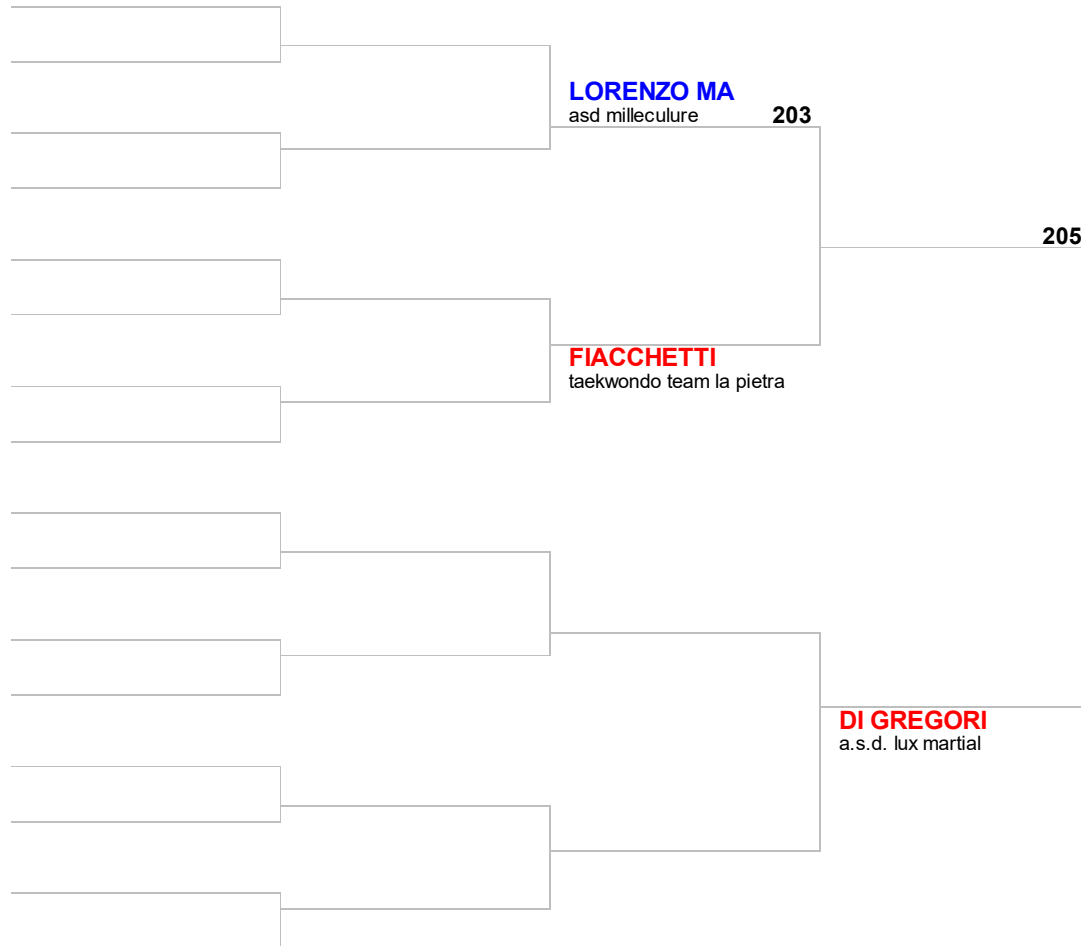 LORENZO MA
asd milleculure 203
205
FIACCHETTI
taekwondo team la pietra
DI GREGORI
a.s.d. lux martial